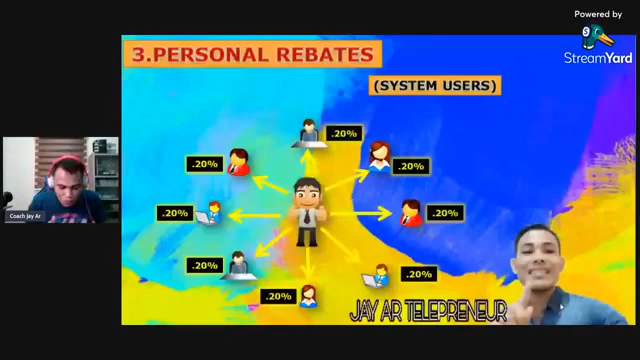 Powered by
StreamYard
3.PERSONAL REBATES
(SYSTEM USERS)
.20%
.20%
.20%
.20%
.20%
.20%
.20%
.20%
Coach Jay Ar
JAY AR TELEPRENEUR